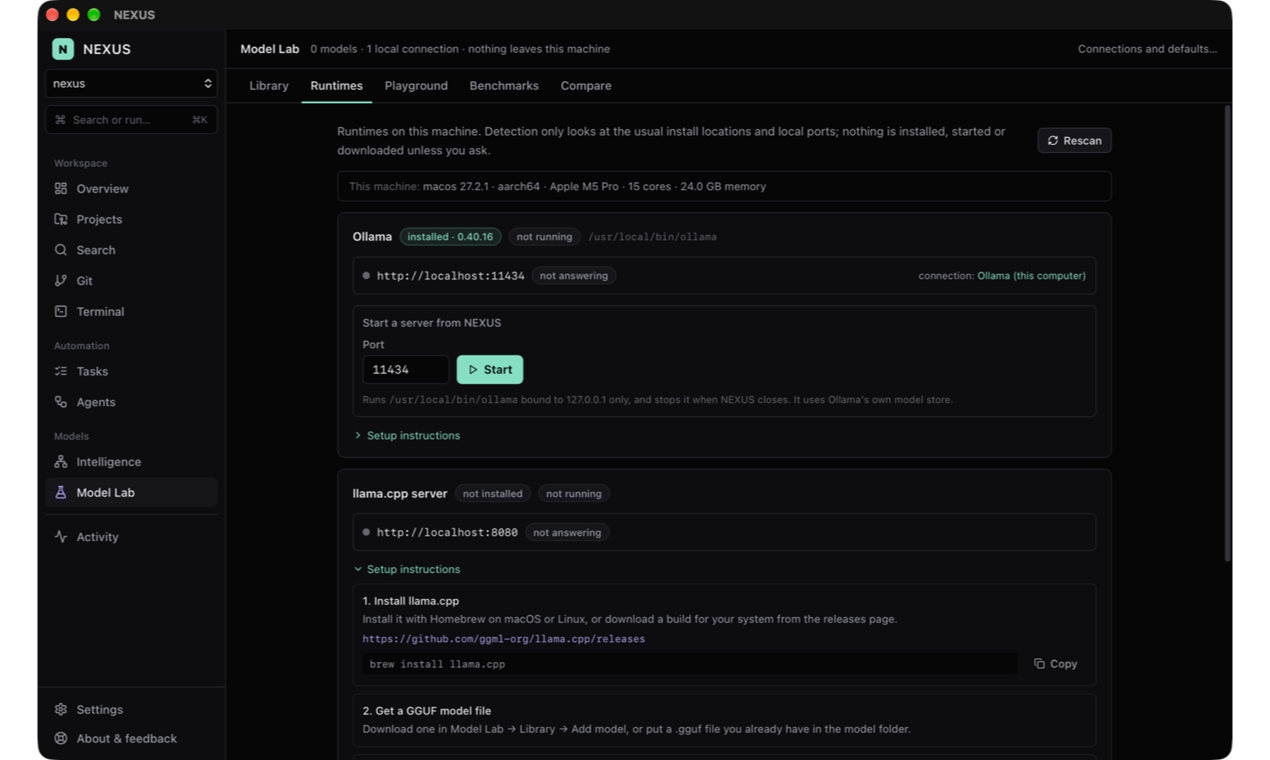 NEXUS
N NEXUS
nexus
⌘ Search or run... ⌘K
Workspace
Overview
Projects
Search
Git
Terminal
Automation
Tasks
Agents
Models
Intelligence
Model Lab
Activity
Settings
About & feedback
Model Lab 0 models · 1 local connection · nothing leaves this machine
Connections and defaults...
Library Runtimes Playground Benchmarks Compare
Runtimes on this machine. Detection only looks at the usual install locations and local ports; nothing is installed, started or
downloaded unless you ask.
Rescan
This machine: macos 27.2.1 · aarch64 · Apple M5 Pro · 15 cores · 24.0 GB memory
Ollama installed · 0.40.16 not running /usr/local/bin/ollama
http://localhost:11434 not answering connection: Ollama (this computer)
Start a server from NEXUS
Port
11434 Start
Runs /usr/local/bin/ollama bound to 127.0.0.1 only, and stops it when NEXUS closes. It uses Ollama's own model store.
Setup instructions
llama.cpp server not installed not running
http://localhost:8080 not answering
Setup instructions
1. Install llama.cpp
Install it with Homebrew on macOS or Linux, or download a build for your system from the releases page.
https://github.com/ggml-org/llama.cpp/releases
brew install llama.cpp Copy
2. Get a GGUF model file
Download one in Model Lab → Library → Add model, or put a .gguf file you already have in the model folder.